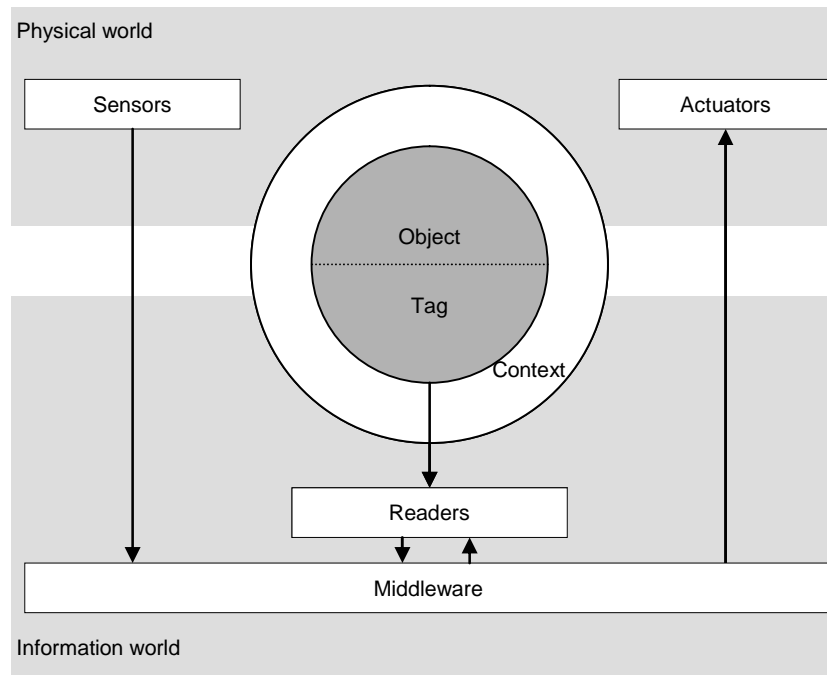 Physical world
Sensors
Actuators
Object
Tag
Context
Readers
Middleware
Information world